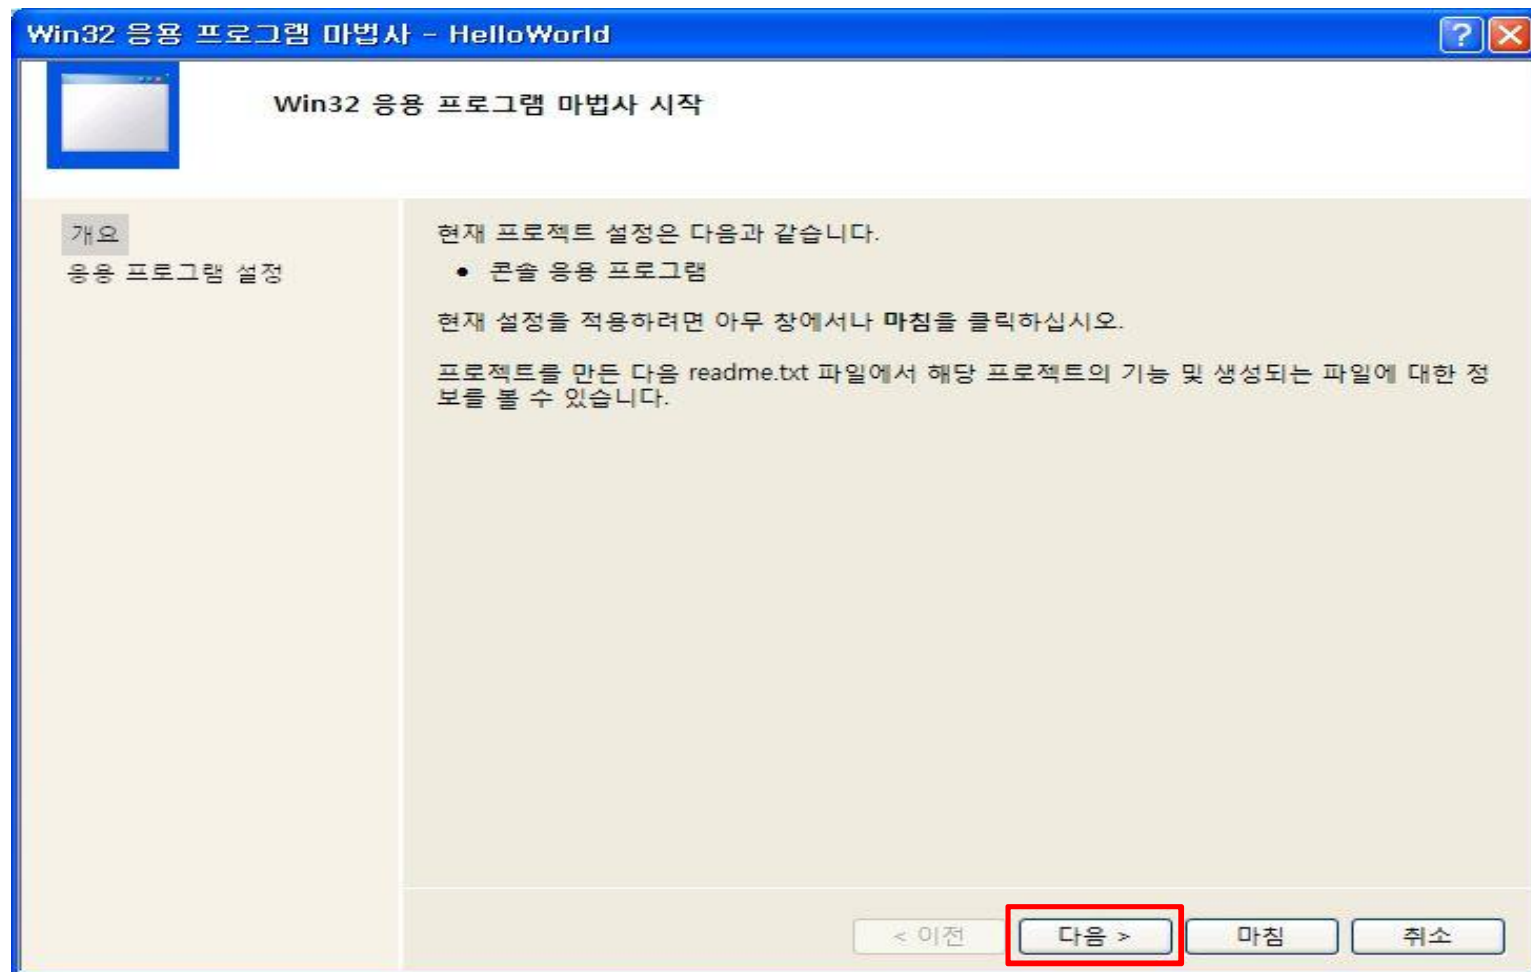 Win32 응용 프로그램 마법사 - HelloWorld
Win32 응용 프로그램 마법사 시작
개요
응용 프로그램 설정
현재 프로젝트 설정은 다음과 같습니다.
• 콘솔 응용 프로그램
현재 설정을 적용하려면 아무 창에서나 마침을 클릭하십시오.
프로젝트를 만든 다음 readme.txt 파일에서 해당 프로젝트의 기능 및 생성되는 파일에 대한 정
보를 볼 수 있습니다.
< 이전
다음 >
마침
취소